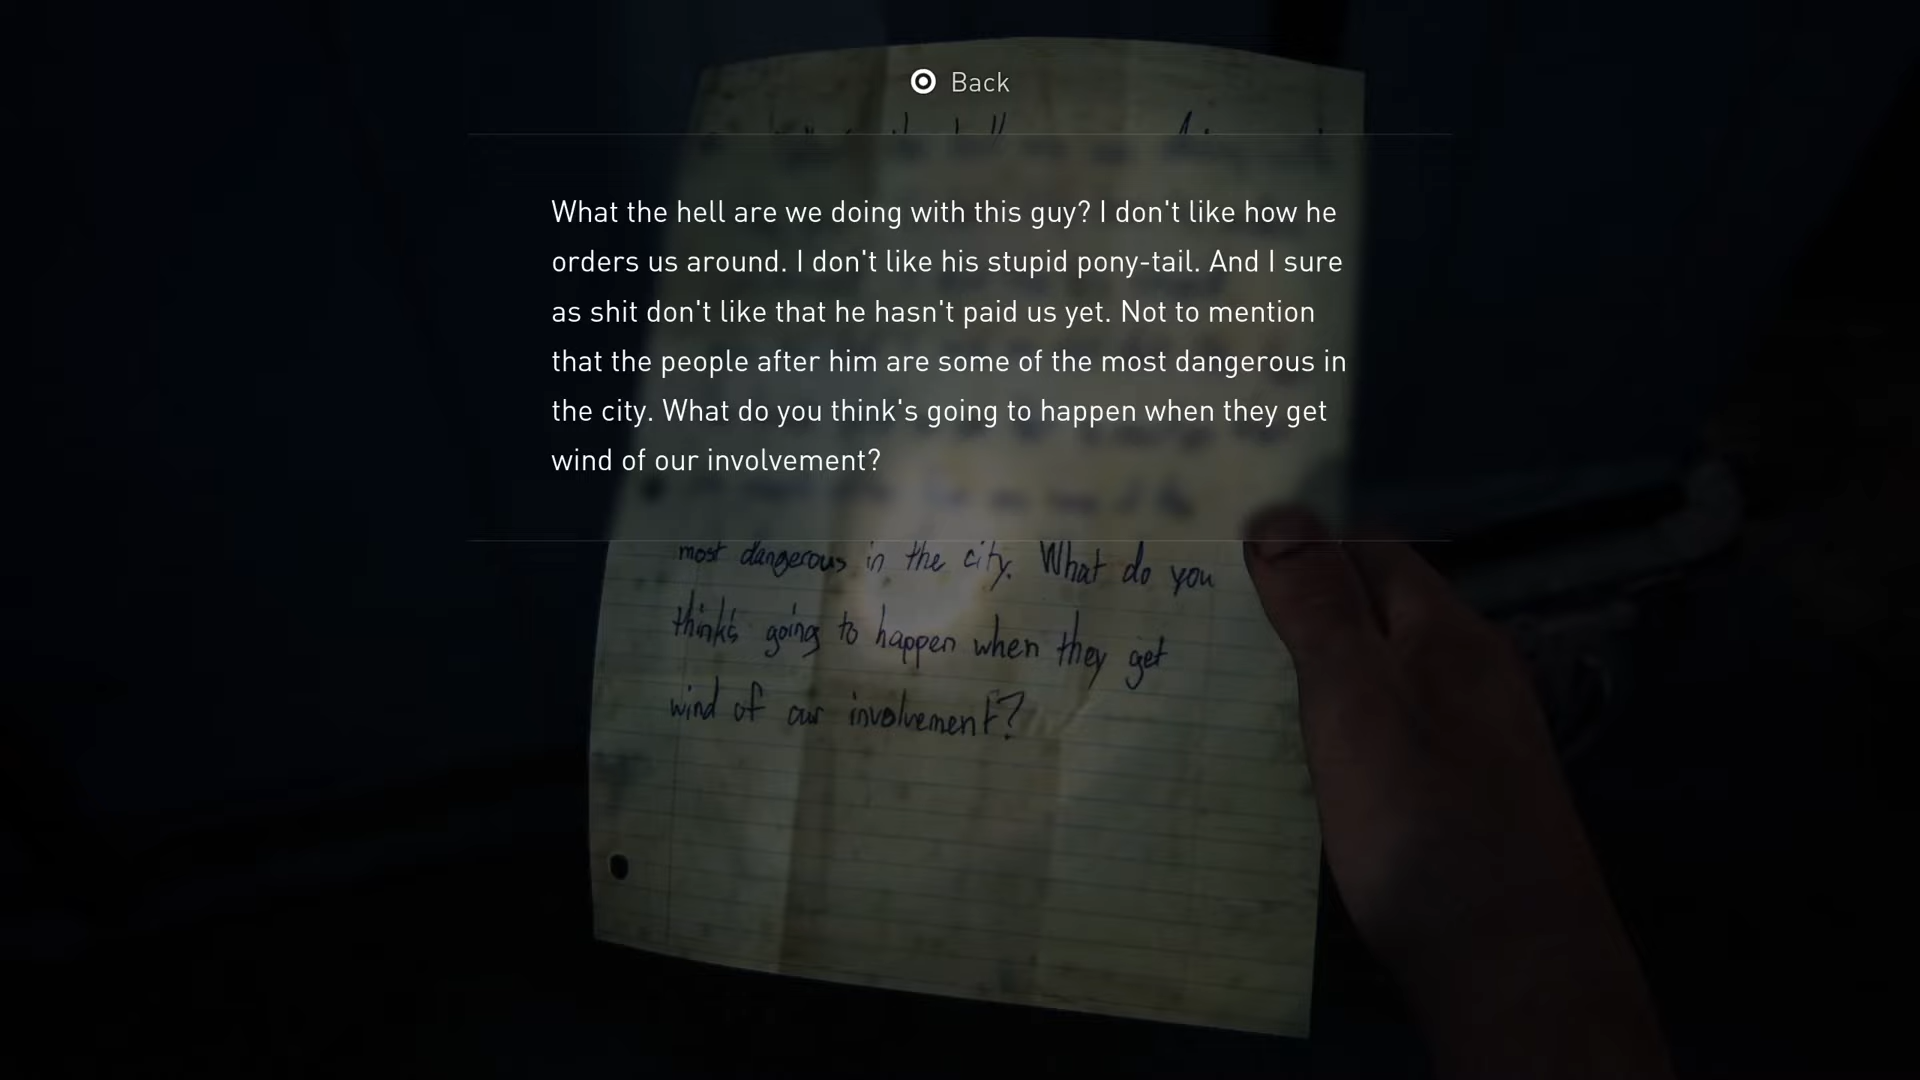 Back
What the hell are we doing with this guy? I don't like how he
orders us around. I don't like his stupid pony-tail. And I sure
as shit don't like that he hasn't paid us yet. Not to mention
that the people after him are some of the most dangerous in
the city. What do you think's going to happen when they get
wind of our involvement?
most dangerous in the city. What do you
think's going to happen when they get
wind of our involvement?